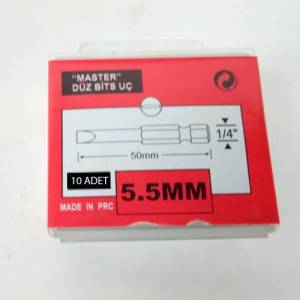 "MASTER"
DÜZ BİTS UÇ
1/4"
50mm
10 ADET
5.5MM
MADE IN PRC